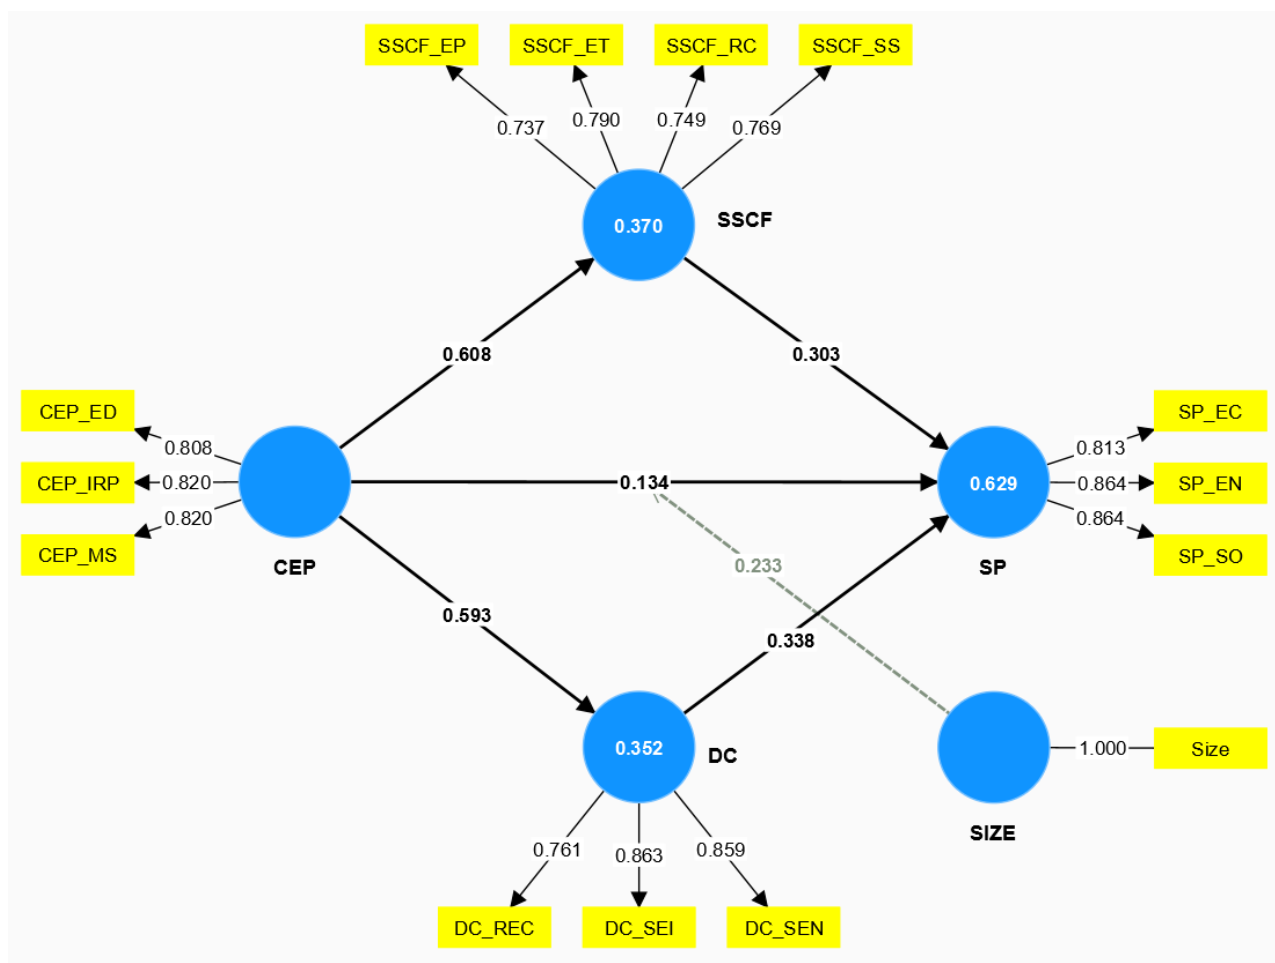 SSCF_EP
SSCF_ET
SSCF_RC
SSCF_SS
0.737
0.790
0.749
0.769
0.370
SSCF
0.608
0.303
CEP_ED
CEP_IRP
CEP_MS
0.808
0.820
0.820
CEP
0.134
0.629
SP
0.813
0.864
0.864
SP_EC
SP_EN
SP_SO
0.233
0.593
0.338
0.352
DC
1.000
Size
SIZE
0.761
0.863
0.859
DC_REC
DC_SEI
DC_SEN